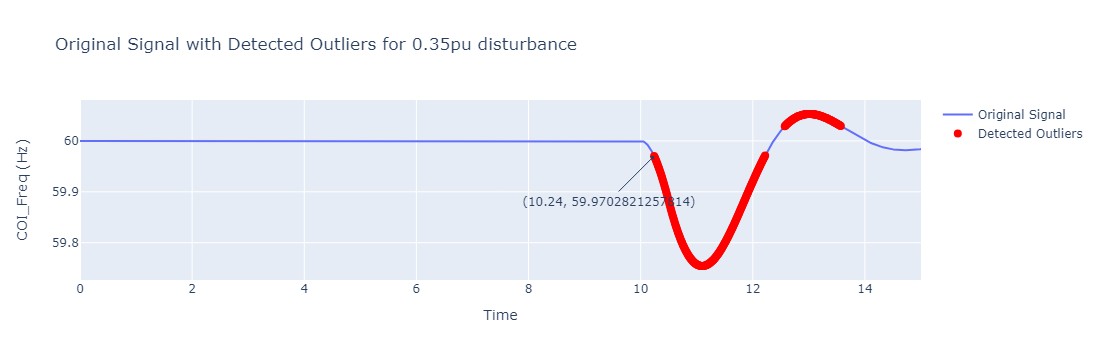 Original Signal with Detected Outliers for 0.35pu disturbance
Original Signal
Detected Outliers
COI_Freq (Hz)
60
59.9
59.8
(10.24, 59.9702821257814)
0 2 4 6 8 10 12 14
Time